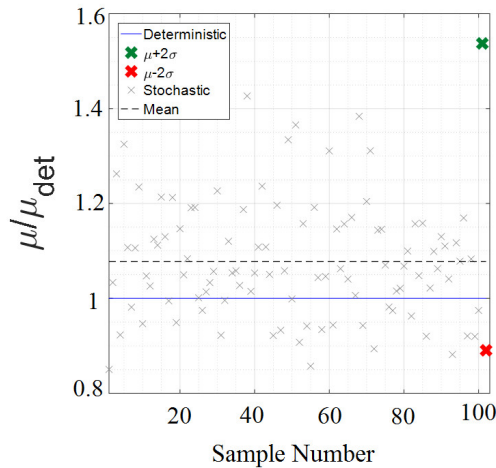 1.6
1.4
1.2
1
0.8
μ/μdet
Deterministic
μ+2σ
μ-2σ
Stochastic
Mean
20
40
60
80
100
Sample Number